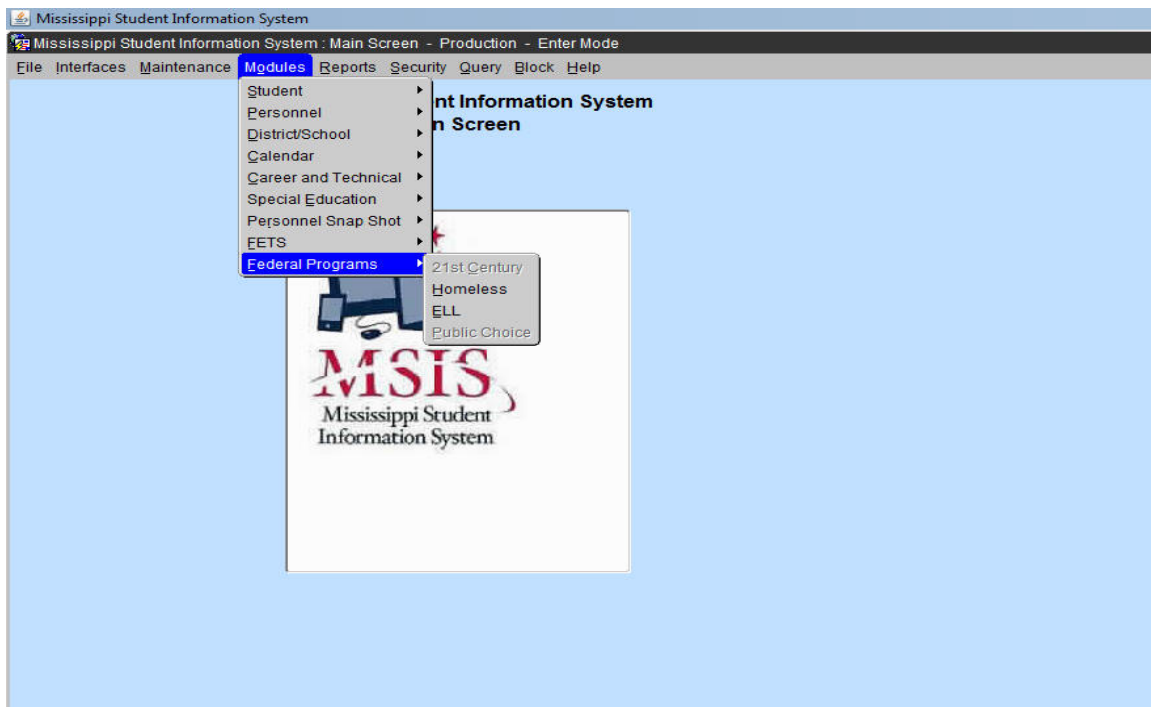 Mississippi Student Information System
Mississippi Student Information System : Main Screen - Production - Enter Mode
File Interfaces Maintenance Modules Reports Security Query Block Help
nt Information System
n Screen
Student
Personnel
District/School
Calendar
Career and Technical
Special Education
Personnel Snap Shot
FETS
Federal Programs
21st Century
Homeless
ELL
Public Choice
MSIS
Mississippi Student
Information System